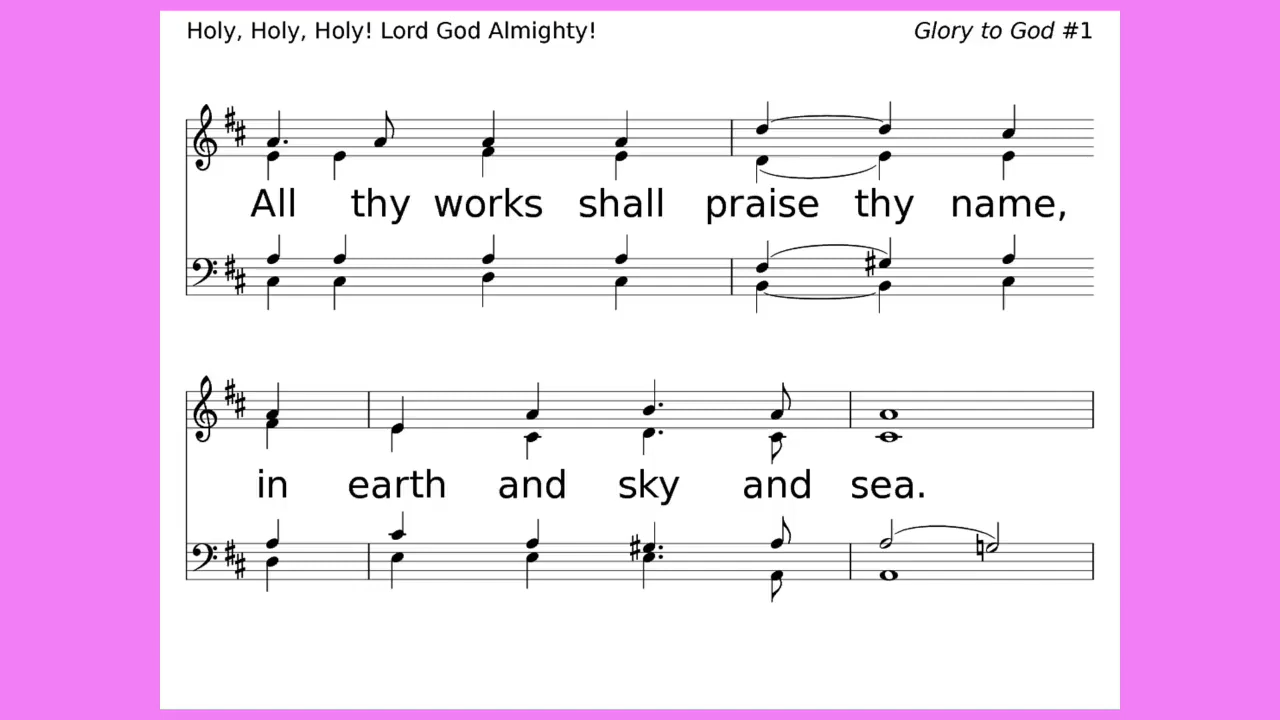 Holy, Holy, Holy! Lord God Almighty! Glory to God #1
All thy works shall praise thy name,
in earth and sky and sea.